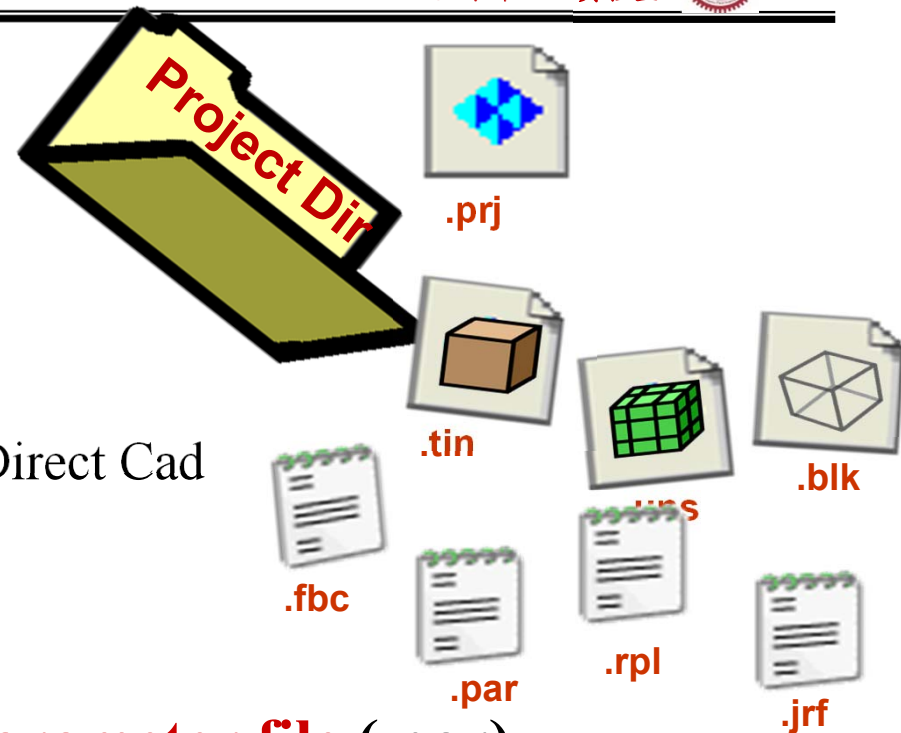 Project Dir
.prj
.tin
.blk
Direct Cad
.fbc
.rpl
.par
.jrf